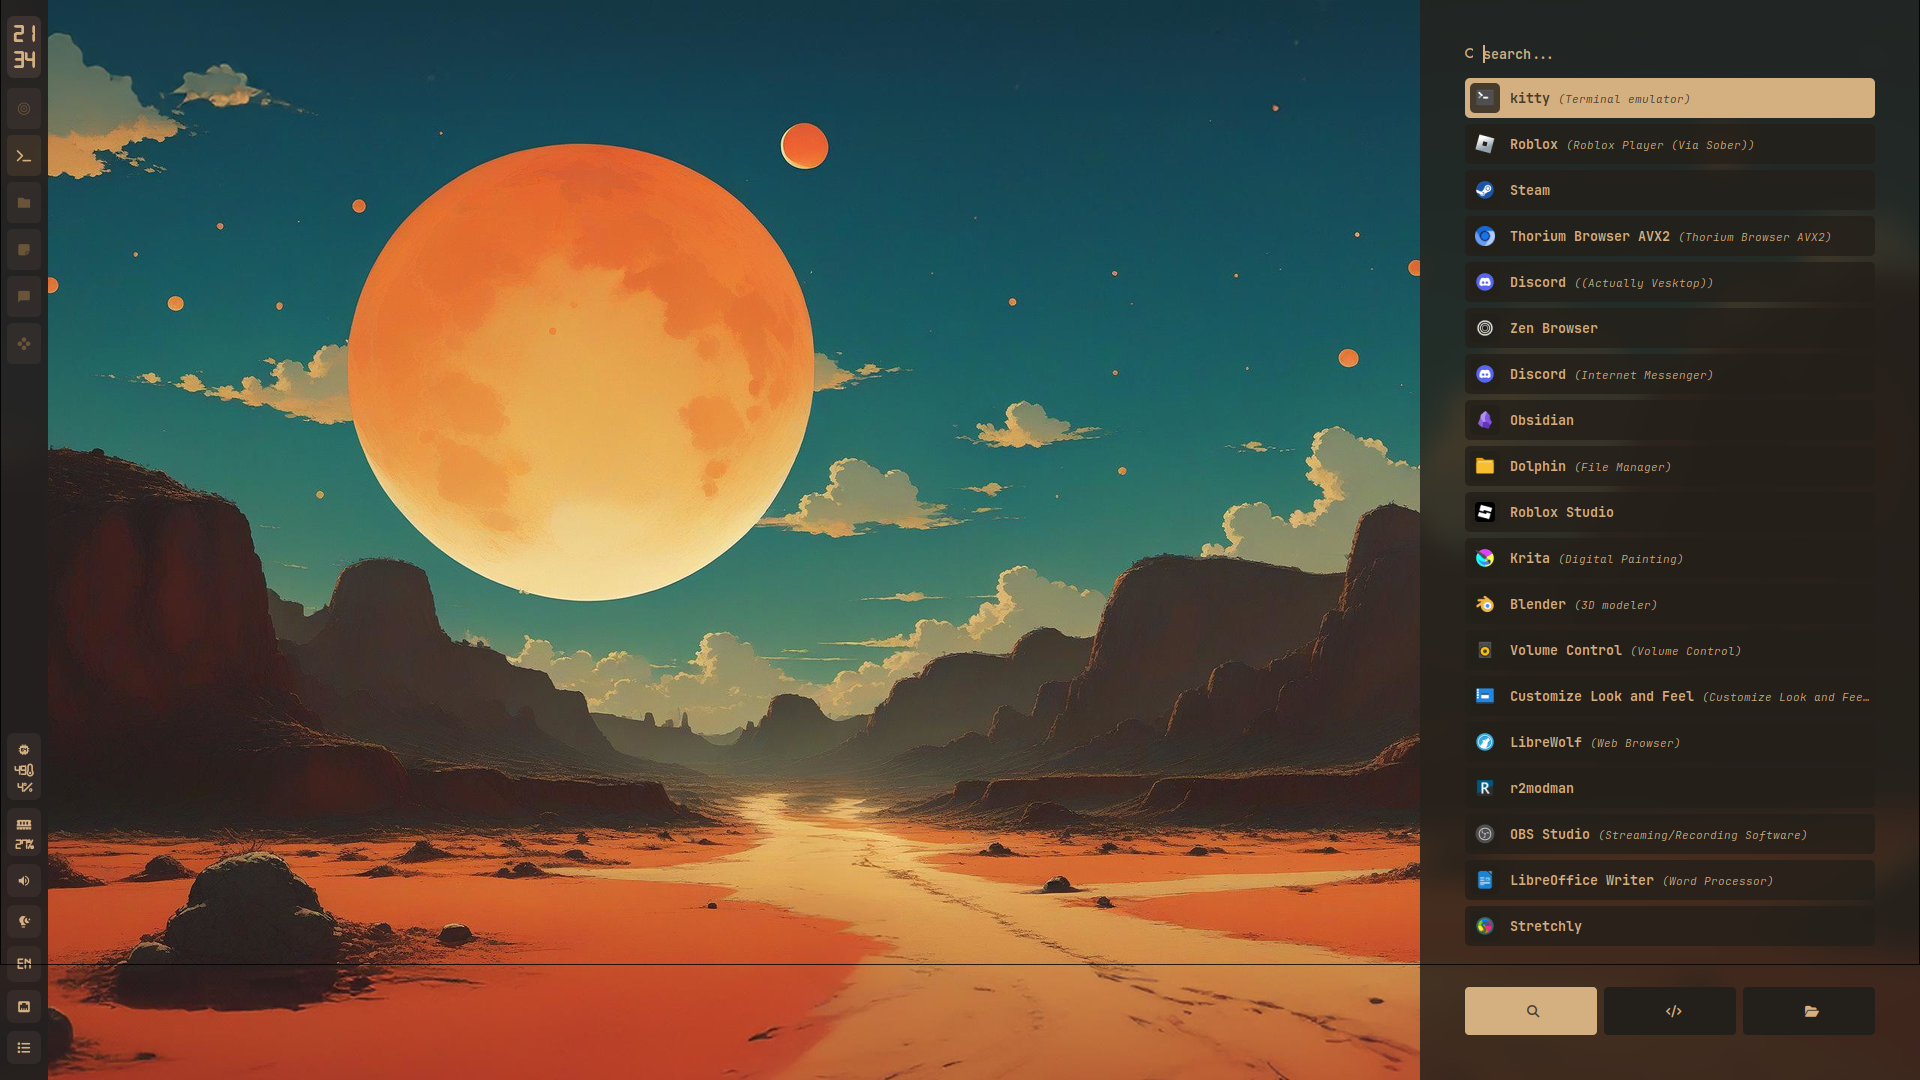 21
34
49
4%
27%
EN
search...
kitty (Terminal emulator)
Roblox (Roblox Player (Via Sober))
Steam
Thorium Browser AVX2 (Thorium Browser AVX2)
Discord ((Actually Vesktop))
Zen Browser
Discord (Internet Messenger)
Obsidian
Dolphin (File Manager)
Roblox Studio
Krita (Digital Painting)
Blender (3D modeler)
Volume Control (Volume Control)
Customize Look and Feel (Customize Look and Fee…
LibreWolf (Web Browser)
r2modman
OBS Studio (Streaming/Recording Software)
LibreOffice Writer (Word Processor)
Stretchly